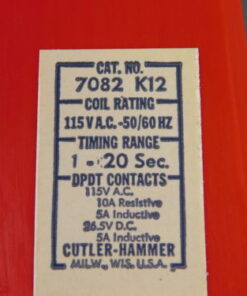 CAT. NO.
7082 K12
COIL RATING
115 V A.C. -50/60 HZ
TIMING RANGE
1 - 20 Sec.
DPDT CONTACTS
115V A.C.
10A Resistive
5A Inductive
26.5V D.C.
5A Inductive
CUTLER-HAMMER
MILW., WIS. U.S.A.